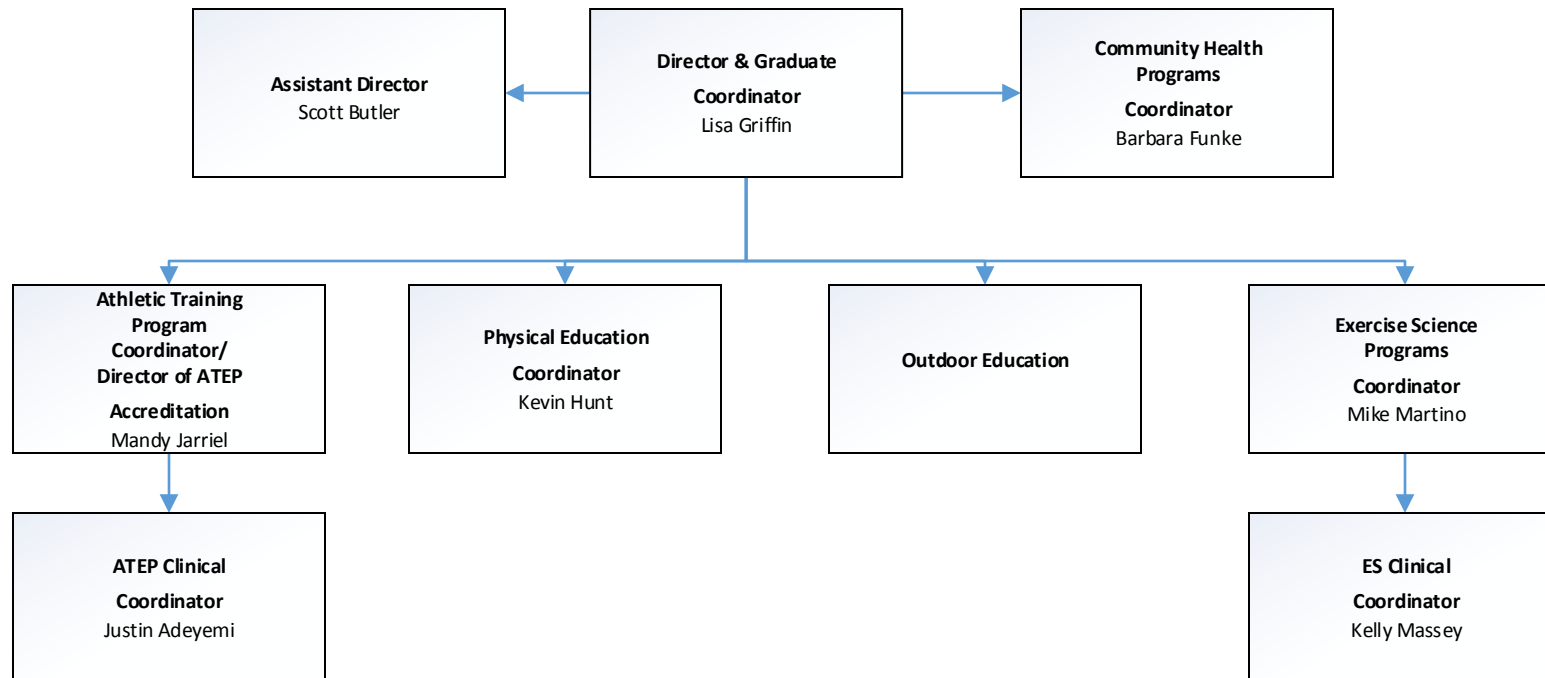 Assistant Director
Scott Butler
Director & Graduate
Coordinator
Lisa Griffin
Community Health
Programs
Coordinator
Barbara Funke
Athletic Training
Program
Coordinator/
Director of ATEP
Accreditation
Mandy Jarriel
Physical Education
Coordinator
Kevin Hunt
Outdoor Education
Exercise Science
Programs
Coordinator
Mike Martino
ATEP Clinical
Coordinator
Justin Adeyemi
ES Clinical
Coordinator
Kelly Massey